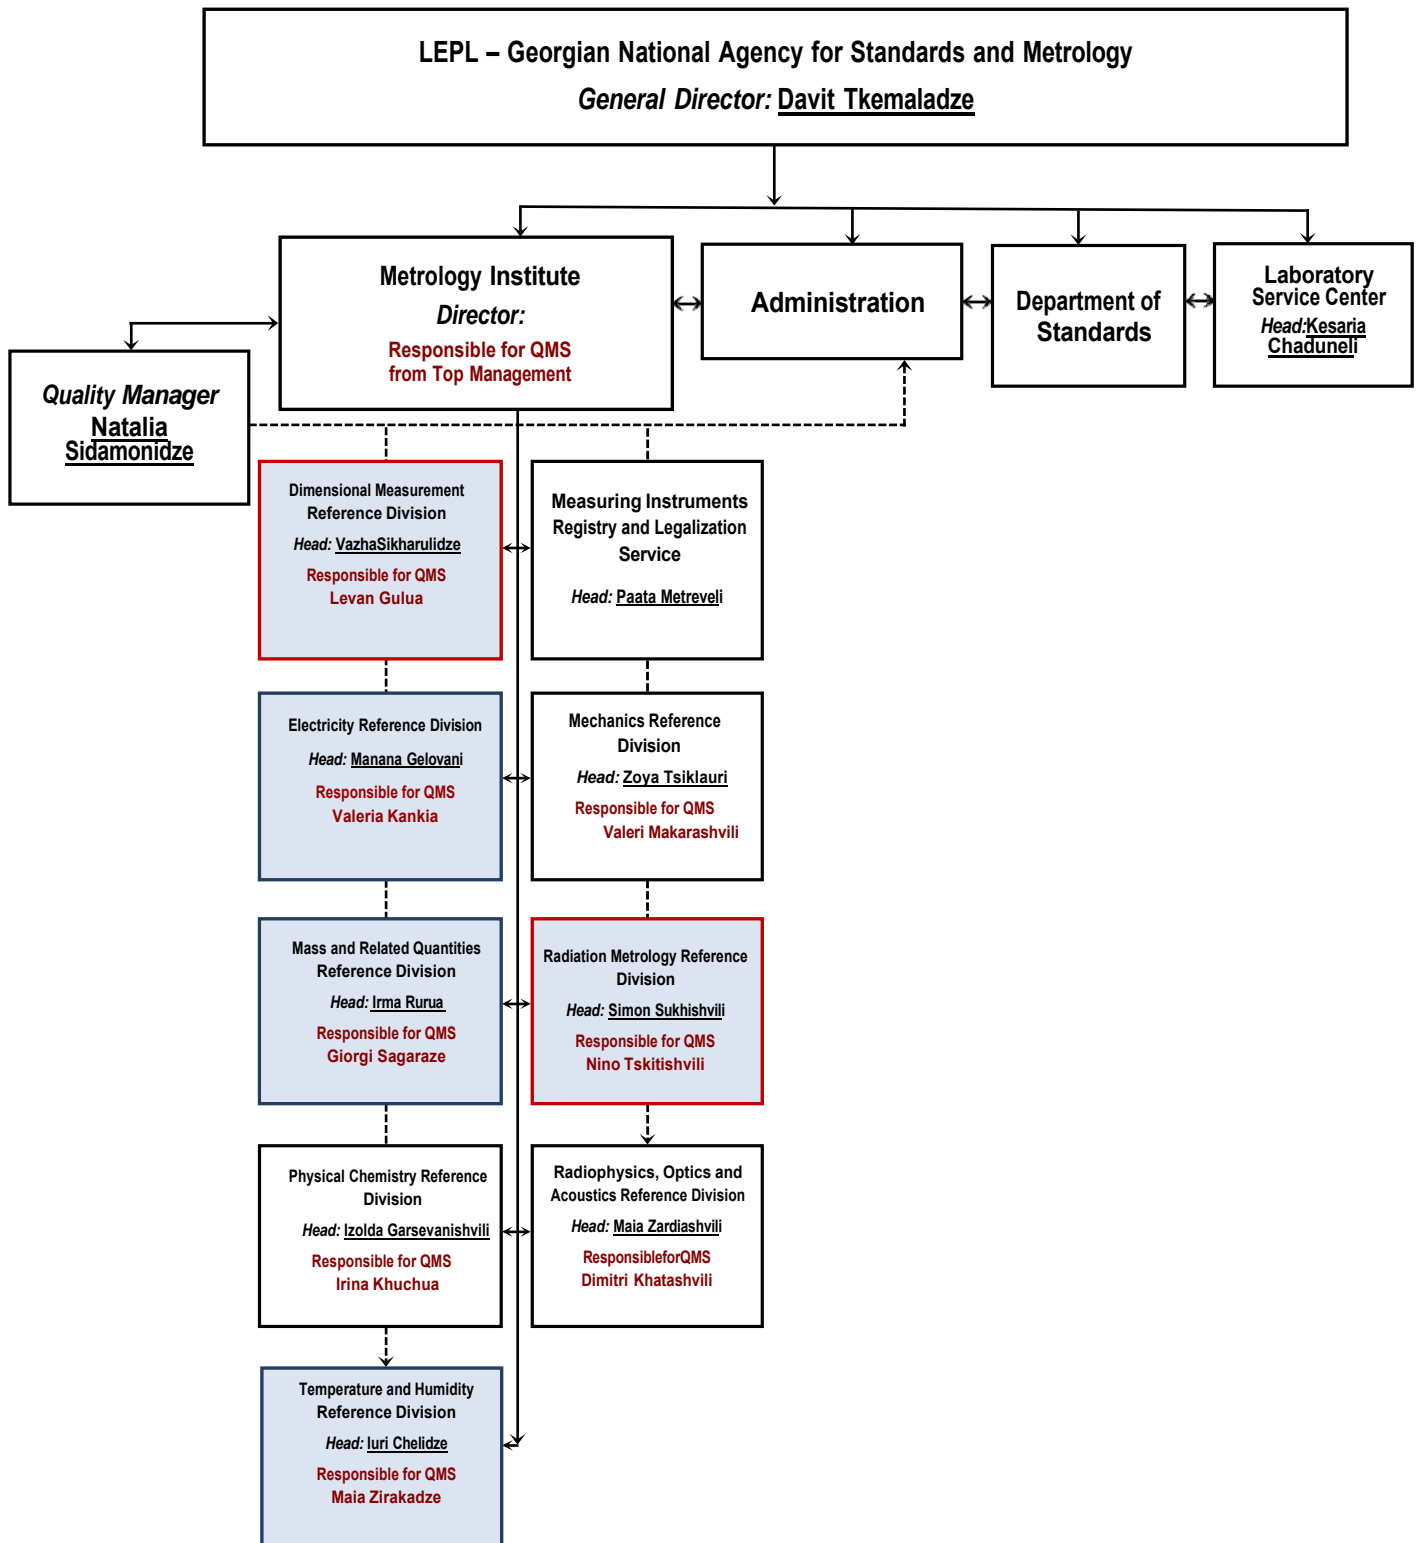 LEPL – Georgian National Agency for Standards and Metrology
General Director: Davit Tkemaladze
Metrology Institute
Director:
Responsible for QMS
from Top Management
Administration
Department of
Standards
Laboratory
Service Center
Head:Kesaria
Chaduneli
Quality Manager
Natalia
Sidamonidze
Dimensional Measurement
Reference Division
Head: VazhaSikharulidze
Responsible for QMS
Levan Gulua
Measuring Instruments
Registry and Legalization
Service
Head: Paata Metreveli
Electricity Reference Division
Head: Manana Gelovani
Responsible for QMS
Valeria Kankia
Mechanics Reference
Division
Head: Zoya Tsiklauri
Responsible for QMS
Valeri Makarashvili
Mass and Related Quantities
Reference Division
Head: Irma Rurua
Responsible for QMS
Giorgi Sagaraze
Radiation Metrology Reference
Division
Head: Simon Sukhishvili
Responsible for QMS
Nino Tskitishvili
Physical Chemistry Reference
Division
Head: Izolda Garsevanishvili
Responsible for QMS
Irina Khuchua
Radiophysics, Optics and
Acoustics Reference Division
Head: Maia Zardiashvili
ResponsibleforQMS
Dimitri Khatashvili
Temperature and Humidity
Reference Division
Head: Iuri Chelidze
Responsible for QMS
Maia Zirakadze